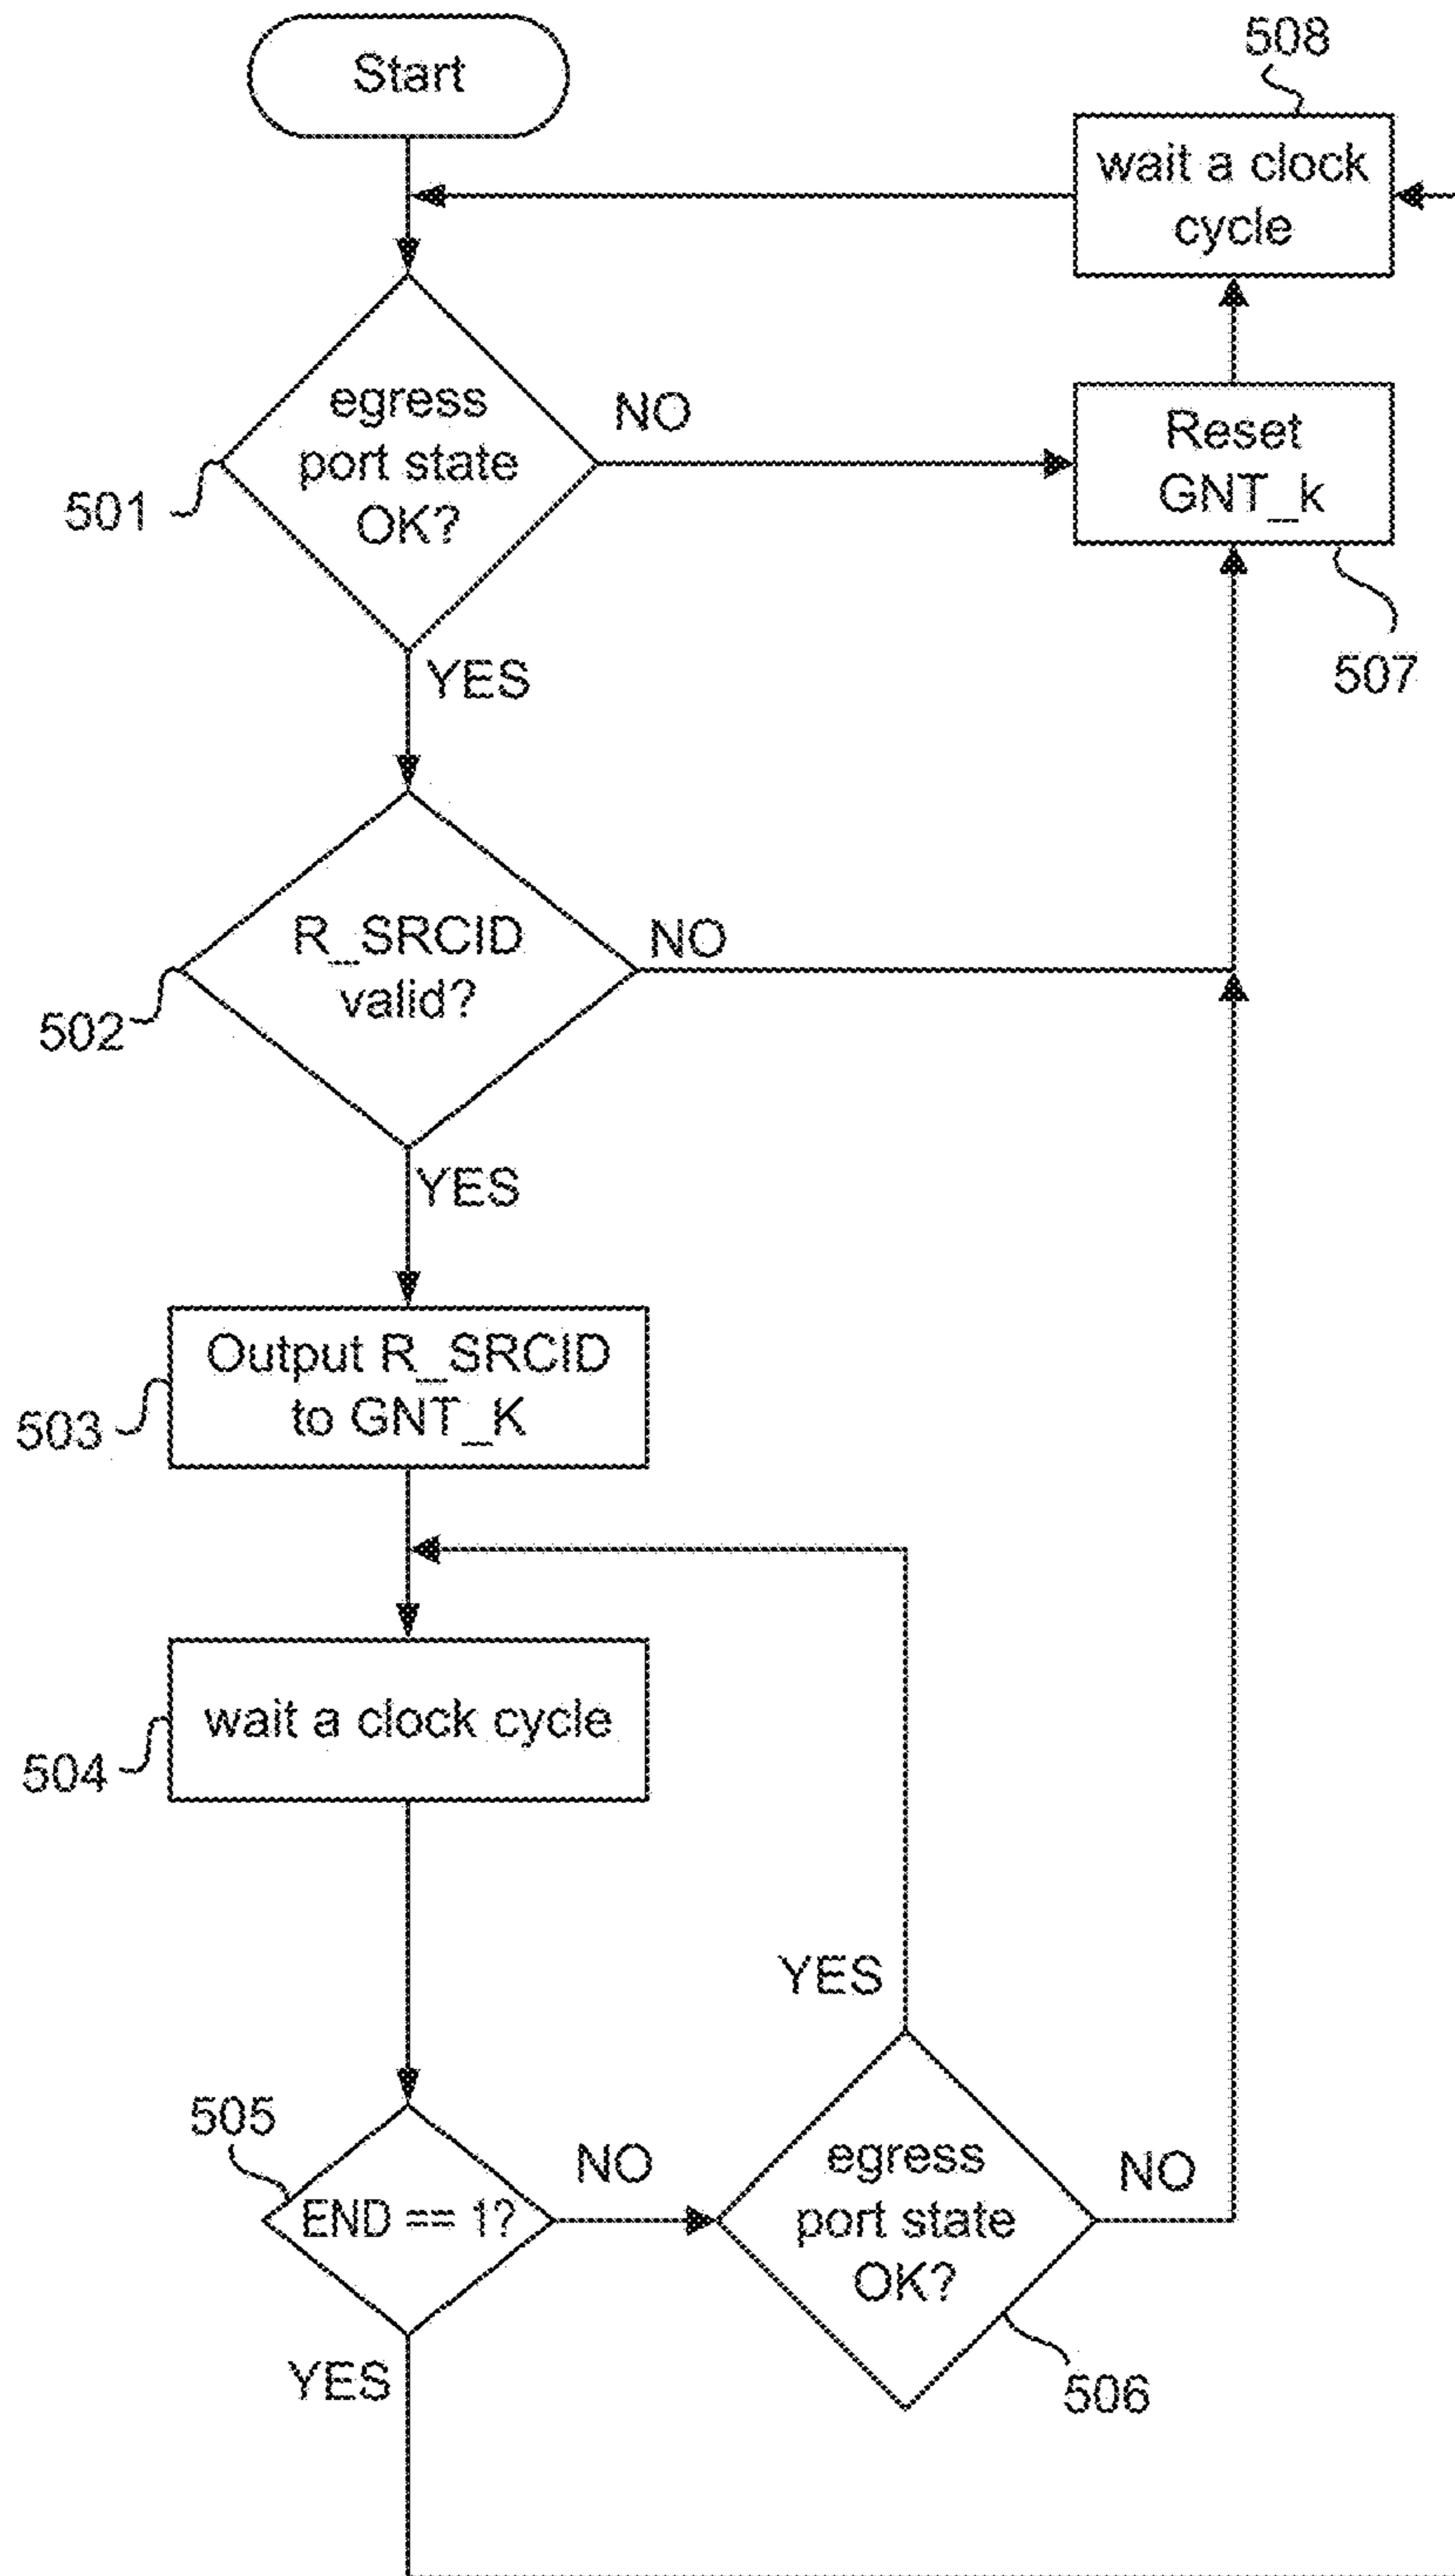 508
Start
wait a clock
cycle
egress
port state
OK?
NO
Reset
GNT_k
501
507
YES
R_SRCID
valid?
NO
502
YES
Output R_SRCID
to GNT_K
503
wait a clock cycle
504
YES
505
END == 1?
NO
egress
port state
OK?
NO
YES
506